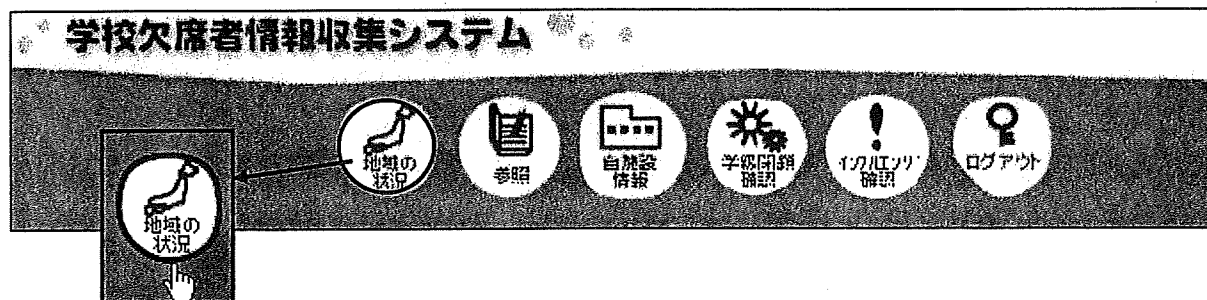 学校欠席者情報収集システム
地域の
状況
参照
自施設
情報
学級閉鎖
確認
インフルエンザ
確認
ログアウト
地域の
状況